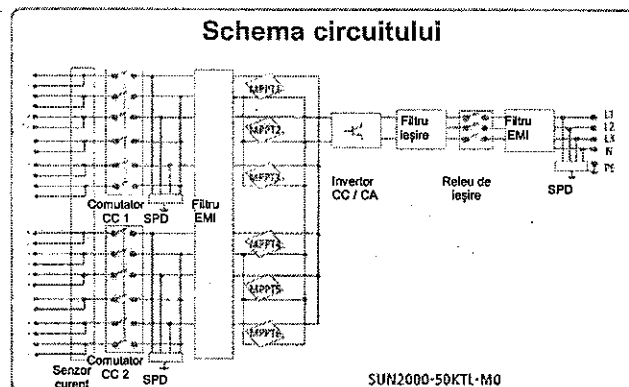 Schema circuitului
MPPT1
MPPT2
MPPT3
Invertor
CC / CA
Filtru
ieșire
Releu de
ieșire
Filtru
EMI
L1
L2
L3
N
PE
SPD
Comutator
CC 1
SPD
Filtru
EMI
MPPT4
MPPT5
MPPT6
Senzor
curent
Comutator
CC 2
SPD
SUN2000-50KTL-M0